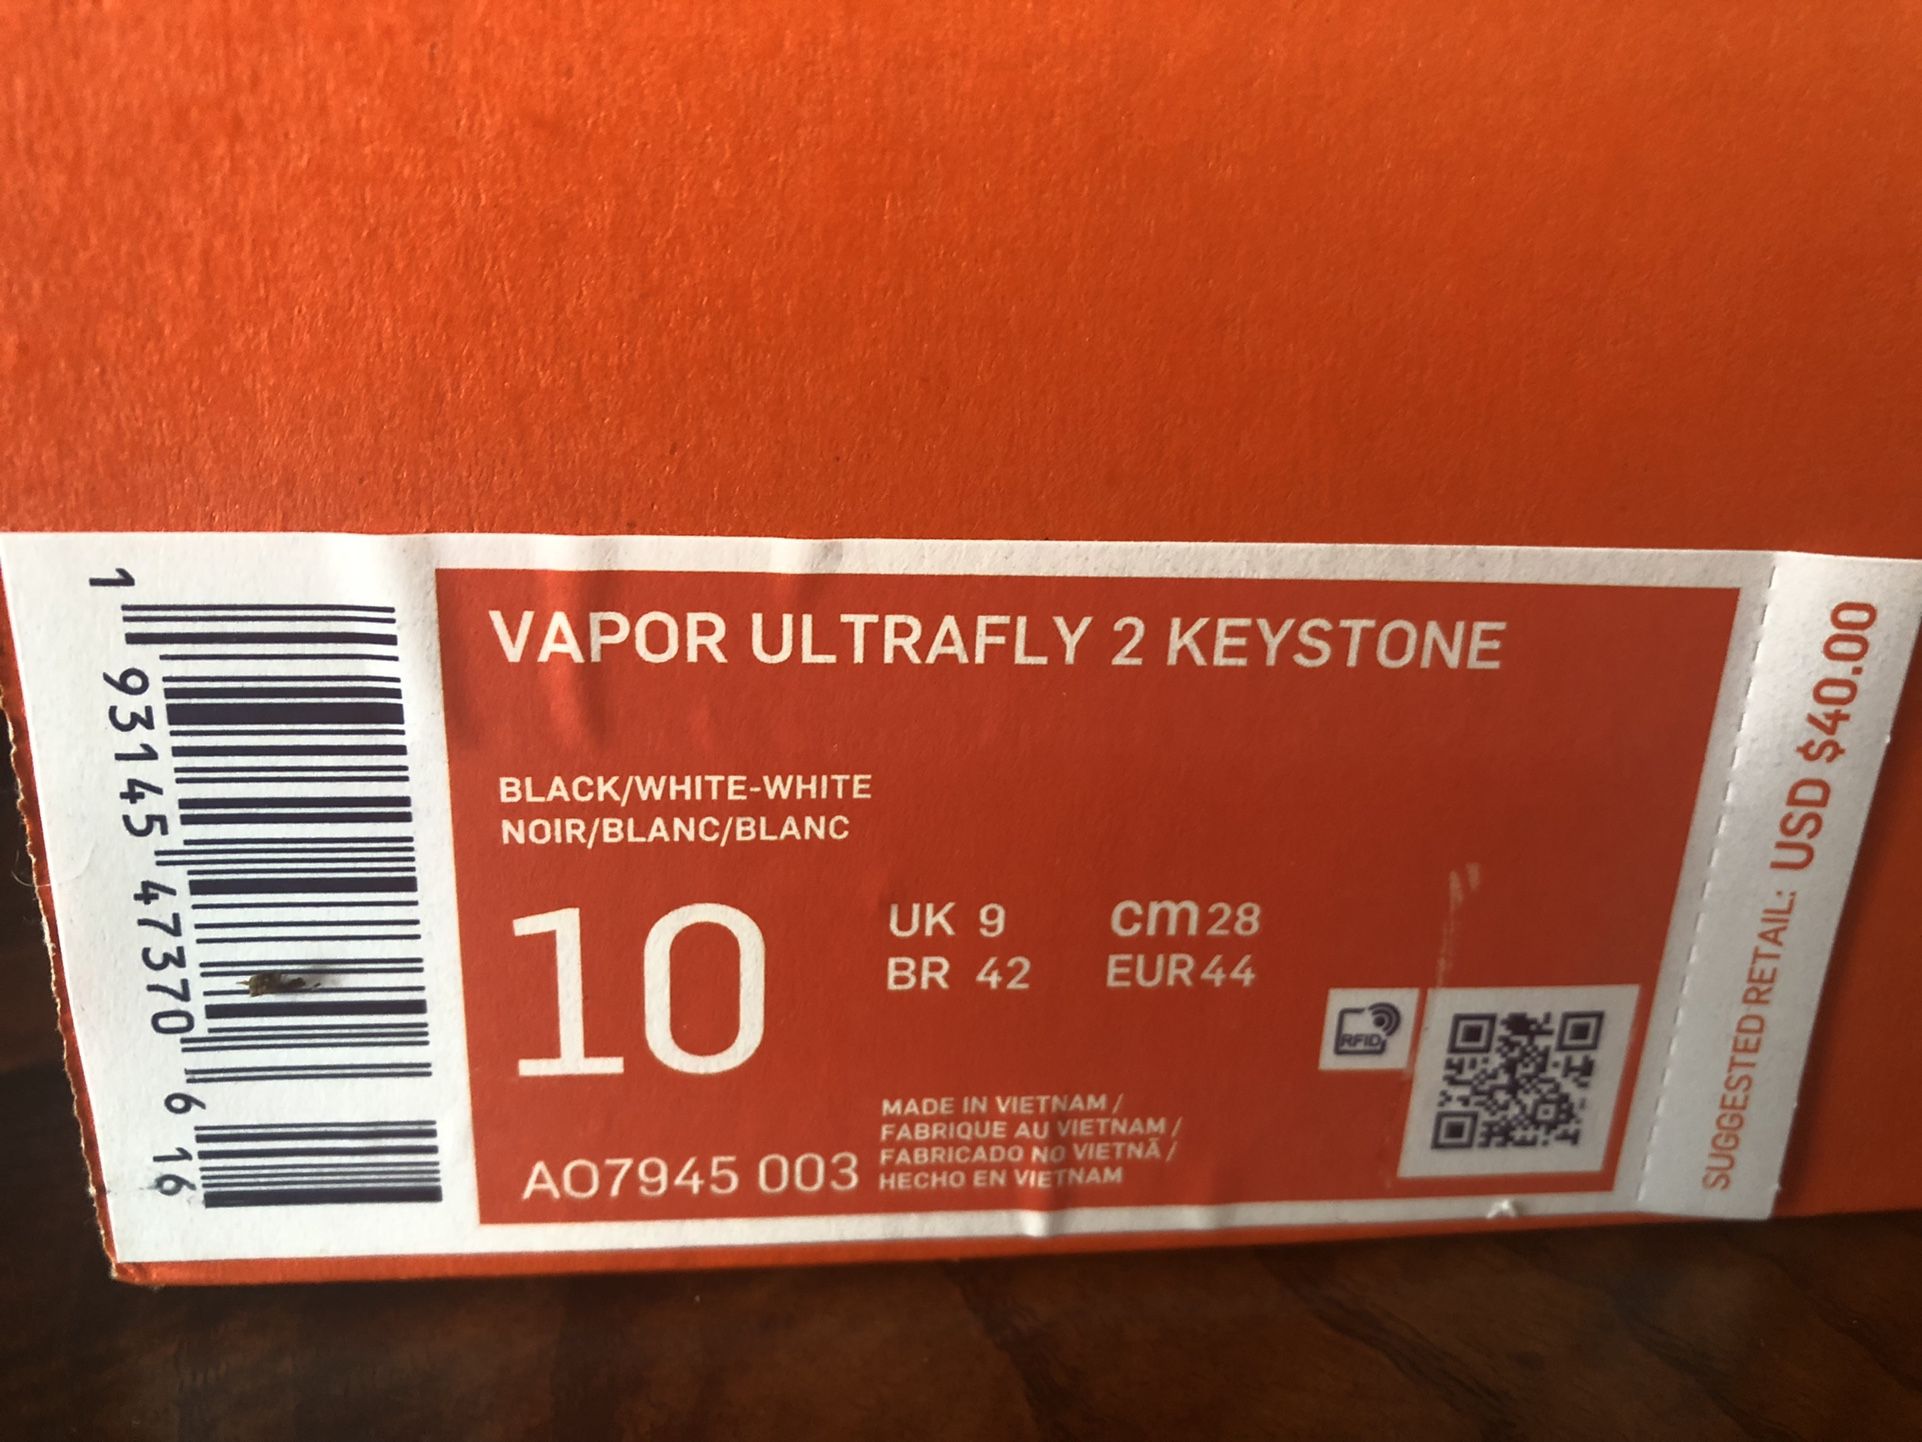 VAPOR ULTRAFLY 2 KEYSTONE
BLACK/WHITE-WHITE
NOIR/BLANC/BLANC
10
UK 9 cm 28
BR 42 EUR 44
RFID
MADE IN VIETNAM /
FABRIQUE AU VIETNAM /
FABRICADO NO VIETNÃ /
HECHO EN VIETNAM
AO7945 003
1 93145 47370 6 16
SUGGESTED RETAIL: USD $40.00